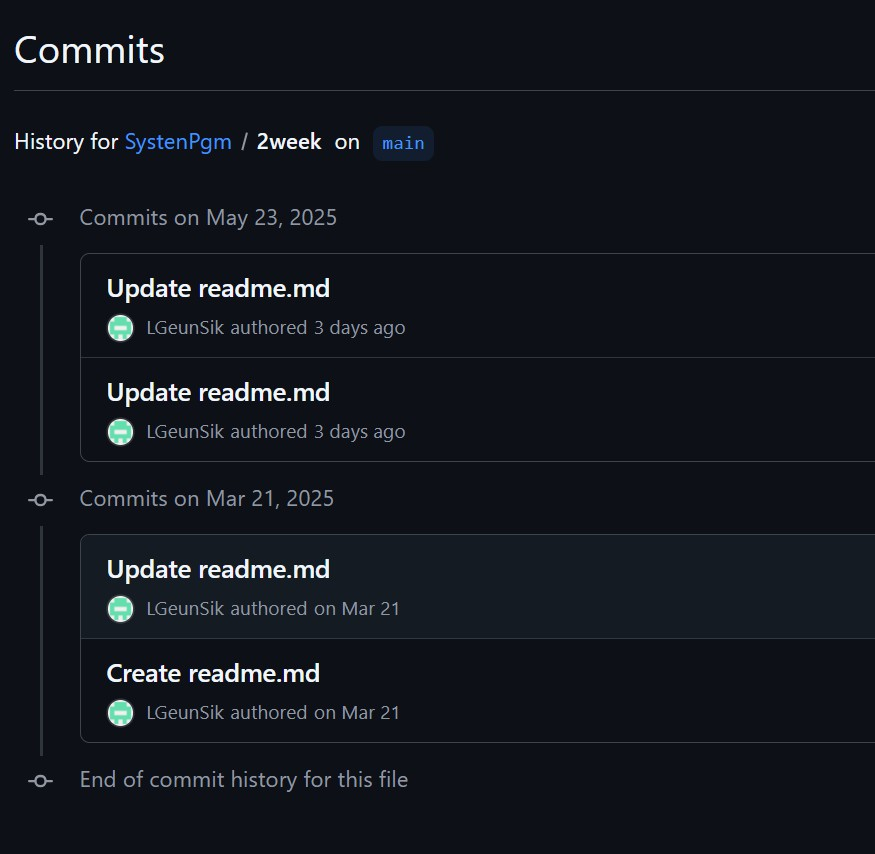 Commits
History for SystenPgm / 2week on main
Commits on May 23, 2025
Update readme.md
LGeunSik authored 3 days ago
Update readme.md
LGeunSik authored 3 days ago
Commits on Mar 21, 2025
Update readme.md
LGeunSik authored on Mar 21
Create readme.md
LGeunSik authored on Mar 21
End of commit history for this file